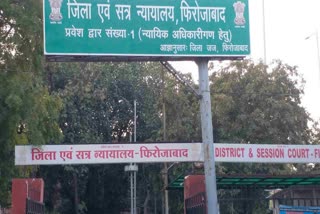 जिला एवं सत्र न्यायालय, फिरोजाबाद
प्रवेश द्वार संख्या-1 (न्यायिक अधिकारीगण हेतु)
आज्ञानुसारः जिला जज, फिरोजाबाद
जिला एवं सत्र न्यायालय-फिरोजाबाद DISTRICT & SESSION COURT-F